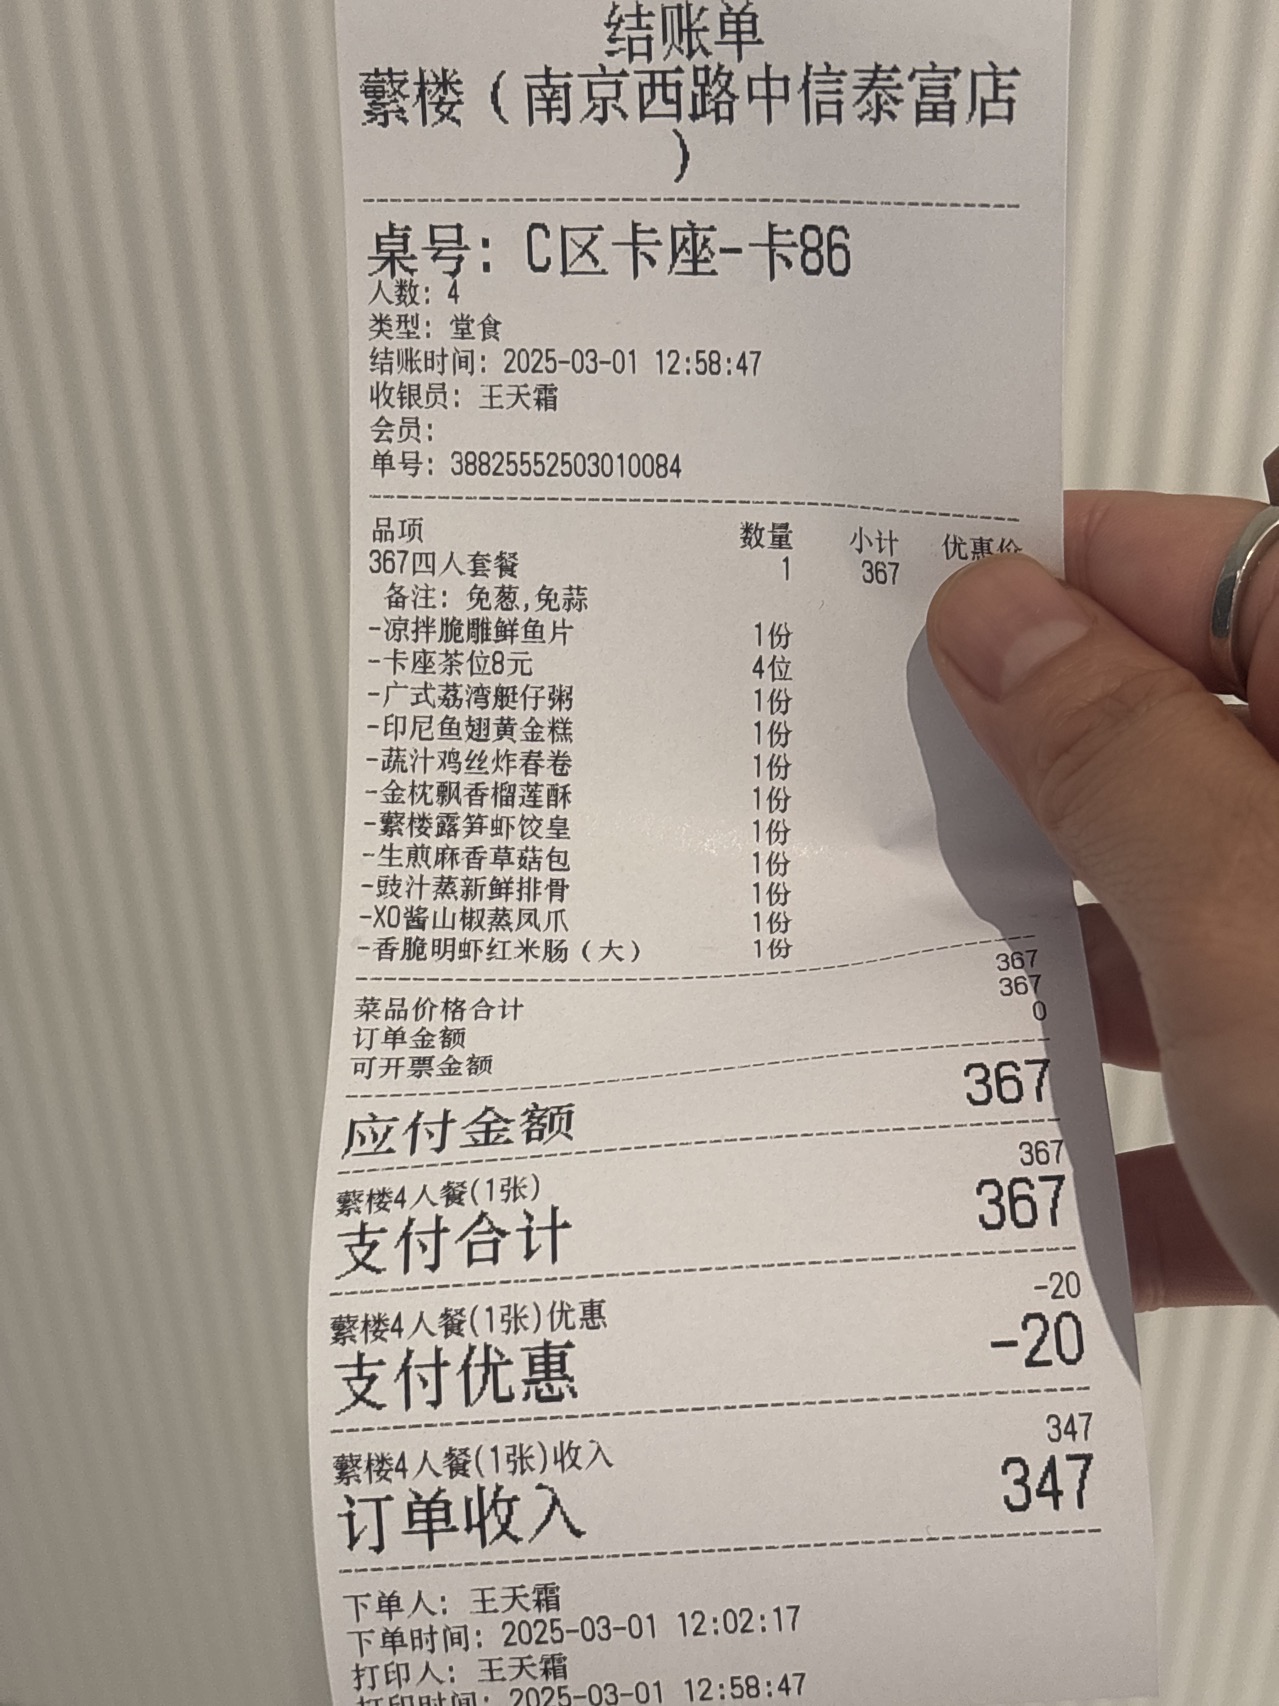 结账单
蘩楼（南京西路中信泰富店
）
桌号：C区卡座-卡86
人数：4
类型：堂食
结账时间：2025-03-01 12:58:47
收银员：王天霜
会员：
单号：38825552503010084
品项 数量 小计 优惠价
367四人套餐 1 367
备注：免葱,免蒜
-凉拌脆雕鲜鱼片 1份
-卡座茶位8元 4位
-广式荔湾艇仔粥 1份
-印尼鱼翅黄金糕 1份
-蔬汁鸡丝炸春卷 1份
-金枕飘香榴莲酥 1份
-蘩楼露笋虾饺皇 1份
-生煎麻香草菇包 1份
-豉汁蒸新鲜排骨 1份
-XO酱山椒蒸凤爪 1份
-香脆明虾红米肠（大） 1份
菜品价格合计 367
订单金额 367
可开票金额 0
应付金额 367
蘩楼4人餐(1张) 367
支付合计 367
蘩楼4人餐(1张)优惠 -20
支付优惠 -20
蘩楼4人餐(1张)收入 347
订单收入 347
下单人：王天霜
下单时间：2025-03-01 12:02:17
打印人：王天霜
打印时间：2025-03-01 12:58:47